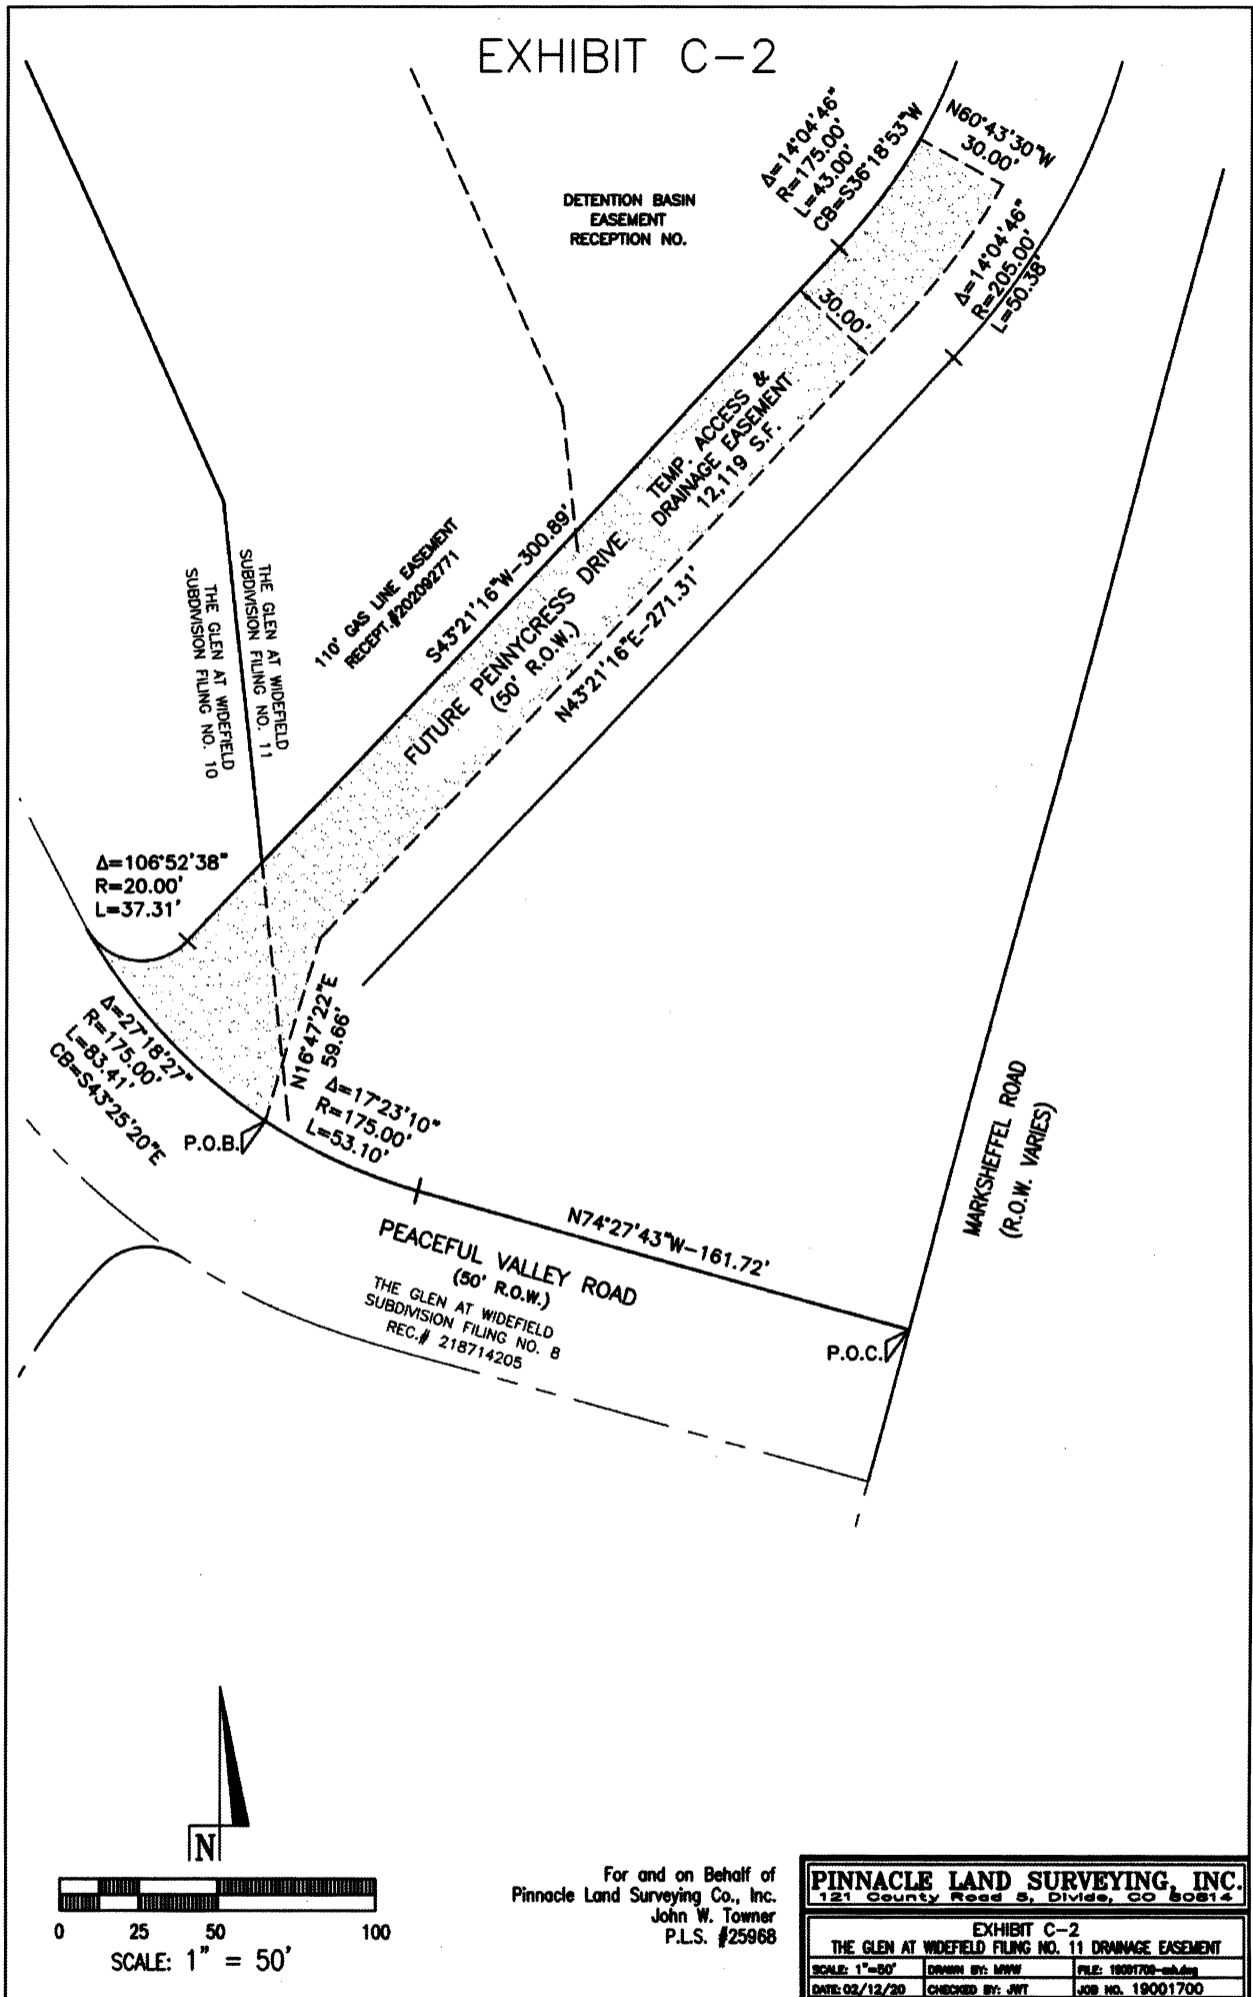 EXHIBIT C-2
DETENTION BASIN
EASEMENT
RECEPTION NO.
Δ=14°04'46"
R=175.00'
L=43.00'
CB=S36°18'53"W
N60°43'30"W
30.00'
Δ=14°04'46"
R=205.00'
L=50.38'
30.00'
TEMP. ACCESS &
DRAINAGE EASEMENT
12,119 S.F.
110' GAS LINE EASEMENT
RECEPT.#202092771
S43°21'16"W-300.89'
FUTURE PENNYCRESS DRIVE
(50' R.O.W.)
N43°21'16"E-271.31'
THE GLEN AT WIDEFIELD
SUBDIVISION FILING NO. 11
THE GLEN AT WIDEFIELD
SUBDIVISION FILING NO. 10
Δ=106°52'38"
R=20.00'
L=37.31'
Δ=27°18'27"
R=175.00'
L=83.41'
CB=S43°25'20"E
N16°47'22"E
59.66'
Δ=17°23'10"
R=175.00'
L=53.10'
P.O.B.
N74°27'43"W-161.72'
PEACEFUL VALLEY ROAD
(50' R.O.W.)
THE GLEN AT WIDEFIELD
SUBDIVISION FILING NO. 8
REC.# 218714205
P.O.C.
MARKSHEFFEL ROAD
(R.O.W. VARIES)
N
0 25 50 100
SCALE: 1" = 50'
For and on Behalf of
Pinnacle Land Surveying Co., Inc.
John W. Towner
P.L.S. #25968
PINNACLE LAND SURVEYING, INC.
121 County Road 5, Divide, CO 80814
EXHIBIT C-2
THE GLEN AT WIDEFIELD FILING NO. 11 DRAINAGE EASEMENT
SCALE: 1"=50' DRAWN BY: MWW FILE: 19001700-exh.dwg
DATE: 02/12/20 CHECKED BY: JWT JOB NO. 19001700